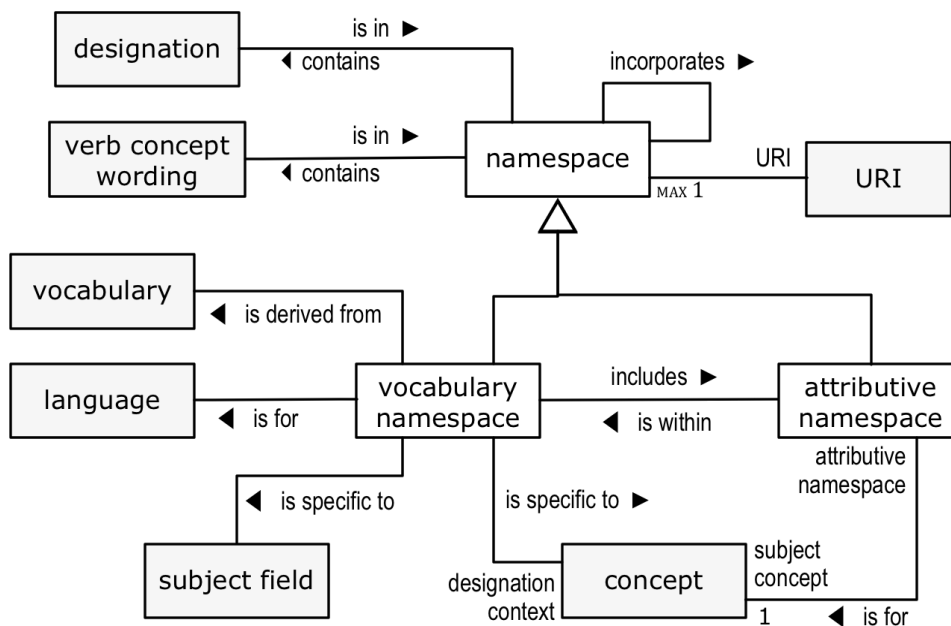 designation
is in ►
◄ contains
incorporates ►
verb concept
wording
is in ►
◄ contains
namespace
MAX 1
URI
URI
vocabulary
◄ is derived from
language
◄ is for
vocabulary
namespace
includes ►
◄ is within
attributive
namespace
attributive
namespace
◄ is specific to
is specific to ►
subject field
designation
context
concept
subject
concept
1
◄ is for